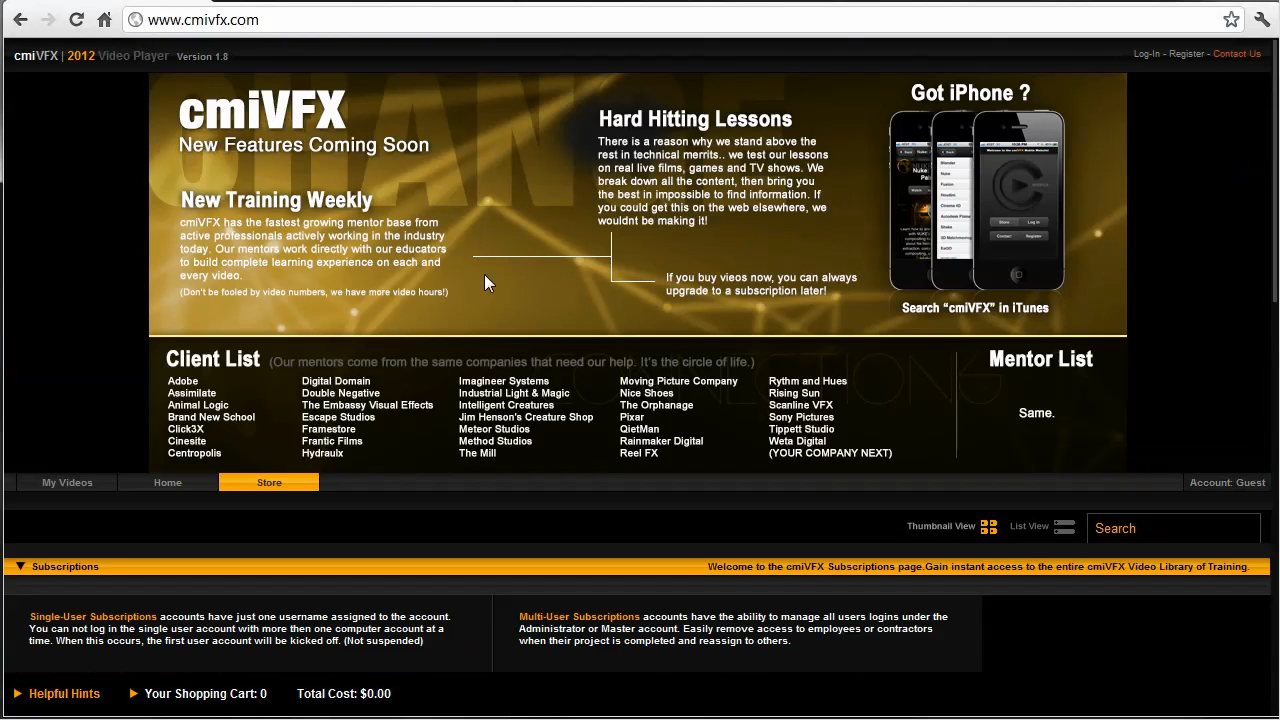 www.cmivfx.com
cmiVFX | 2012 Video Player Version 1.8
Log-In - Register - Contact Us
CHANGE
cmiVFX
New Features Coming Soon
New Training Weekly
cmiVFX has the fastest growing mentor base from
active professionals actively working in the industry
today. Our mentors work directly with our educators
to build complete learning experience on each and
every video.
(Don't be fooled by video numbers, we have more video hours!)
Hard Hitting Lessons
There is a reason why we stand above the
rest in technical merrits.. we test our lessons
on real live films, games and TV shows. We
break down all the content, then bring you
the best in impossible to find information. If
you could get this on the web elsewhere, we
wouldnt be making it!
If you buy vieos now, you can always
upgrade to a subscription later!
Got iPhone ?
Search “cmiVFX” in iTunes
Client List (Our mentors come from the same companies that need our help. It's the circle of life.)
CONNECTIONS
Adobe
Assimilate
Animal Logic
Brand New School
Click3X
Cinesite
Centropolis
Digital Domain
Double Negative
The Embassy Visual Effects
Escape Studios
Framestore
Frantic Films
Hydraulx
Imagineer Systems
Industrial Light & Magic
Intelligent Creatures
Jim Henson's Creature Shop
Meteor Studios
Method Studios
The Mill
Moving Picture Company
Nice Shoes
The Orphanage
Pixar
QietMan
Rainmaker Digital
Reel FX
Rythm and Hues
Rising Sun
Scanline VFX
Sony Pictures
Tippett Studio
Weta Digital
(YOUR COMPANY NEXT)
Mentor List
Same.
My Videos
Home
Store
Account: Guest
Thumbnail View
List View
Search
Subscriptions
Welcome to the cmiVFX Subscriptions page.Gain instant access to the entire cmiVFX Video Library of Training.
Single-User Subscriptions accounts have just one username assigned to the account.
You can not log in the single user account with more then one computer account at a
time. When this occurs, the first user account will be kicked off. (Not suspended)
Multi-User Subscriptions accounts have the ability to manage all users logins under the
Administrator or Master account. Easily remove access to employees or contractors
when their project is completed and reassign to others.
Helpful Hints
Your Shopping Cart: 0
Total Cost: $0.00